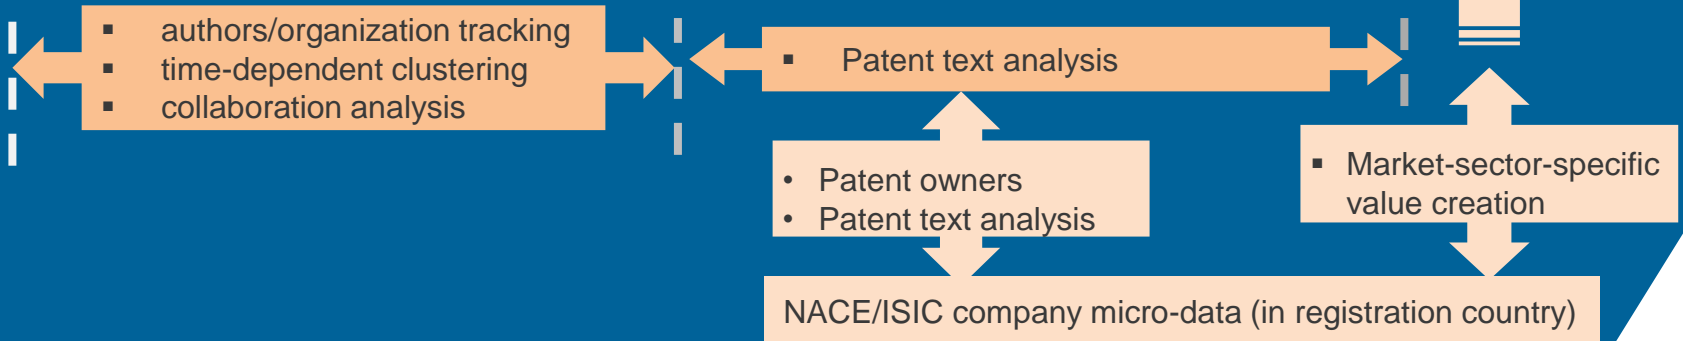 ▪ authors/organization tracking
▪ time-dependent clustering
▪ collaboration analysis
▪ Patent text analysis
• Patent owners
• Patent text analysis
▪ Market-sector-specific
value creation
NACE/ISIC company micro-data (in registration country)